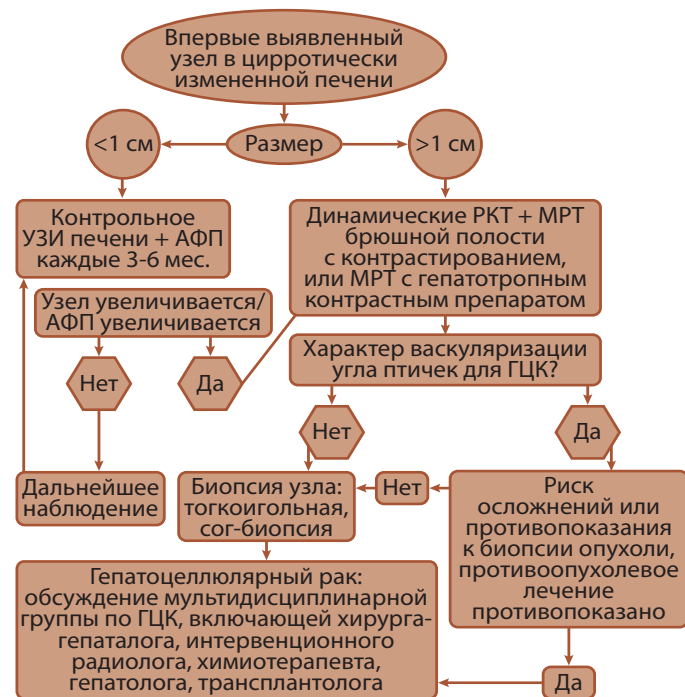 Впервые выявленный
узел в цирротически
измененной печени
<1 см
Размер
>1 см
Контрольное
УЗИ печени + АФП
каждые 3-6 мес.
Динамические РКТ + МРТ
брюшной полости
с контрастированием,
или МРТ с гепатотропным
контрастным препаратом
Узел увеличивается/
АФП увеличивается
Характер васкуляризации
угла птичек для ГЦК?
Нет
Да
Нет
Да
Дальнейшее
наблюдение
Биопсия узла:
тогкоигольная,
сог-биопсия
Нет
Риск
осложнений или
противопоказания
к биопсии опухоли,
противоопухолевое
лечение
противопоказано
Гепатоцеллюлярный рак:
обсуждение мультидисциплинарной
группы по ГЦК, включающей хирурга-
гепаталога, интервенционного
радиолога, химиотерапевта,
гепатолога, трансплантолога
Да